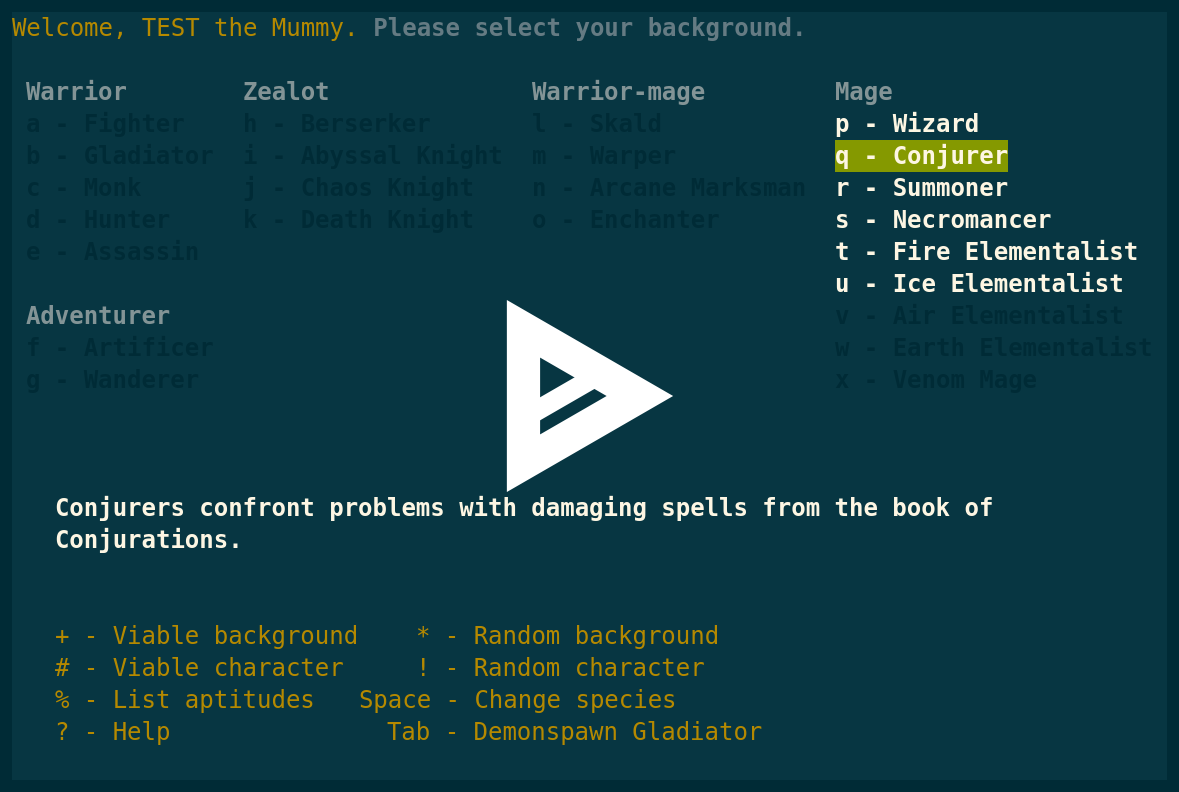 Welcome, TEST the Mummy. Please select your background.
Warrior Zealot Warrior-mage Mage
a - Fighter h - Berserker l - Skald p - Wizard
b - Gladiator i - Abyssal Knight m - Warper q - Conjurer
c - Monk j - Chaos Knight n - Arcane Marksman r - Summoner
d - Hunter k - Death Knight o - Enchanter s - Necromancer
e - Assassin t - Fire Elementalist
u - Ice Elementalist
Adventurer v - Air Elementalist
f - Artificer w - Earth Elementalist
g - Wanderer x - Venom Mage
Conjurers confront problems with damaging spells from the book of
Conjurations.
+ - Viable background * - Random background
# - Viable character ! - Random character
% - List aptitudes Space - Change species
? - Help Tab - Demonspawn Gladiator